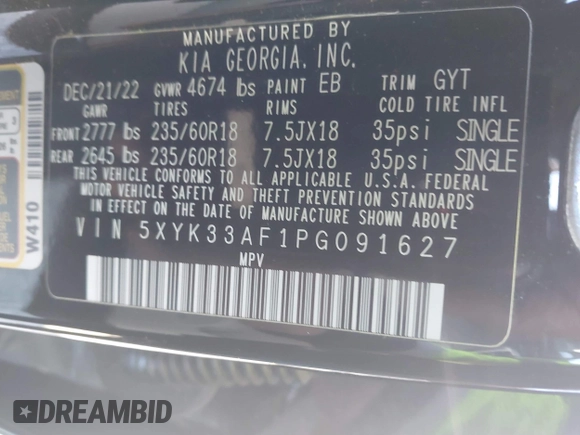 MANUFACTURED BY
KIA GEORGIA, INC.
DEC/21/22 GVWR 4674 lbs PAINT EB TRIM GYT
GAWR TIRES RIMS COLD TIRE INFL
FRONT 2777 lbs 235/60R18 7.5JX18 35psi SINGLE
REAR 2645 lbs 235/60R18 7.5JX18 35psi SINGLE
THIS VEHICLE CONFORMS TO ALL APPLICABLE U.S.A. FEDERAL
MOTOR VEHICLE SAFETY AND THEFT PREVENTION STANDARDS
IN EFFECT ON THE DATE OF MANUFACTURE SHOWN ABOVE.
VIN 5XYK33AF1PG091627
MPV
W410
DREAMBID